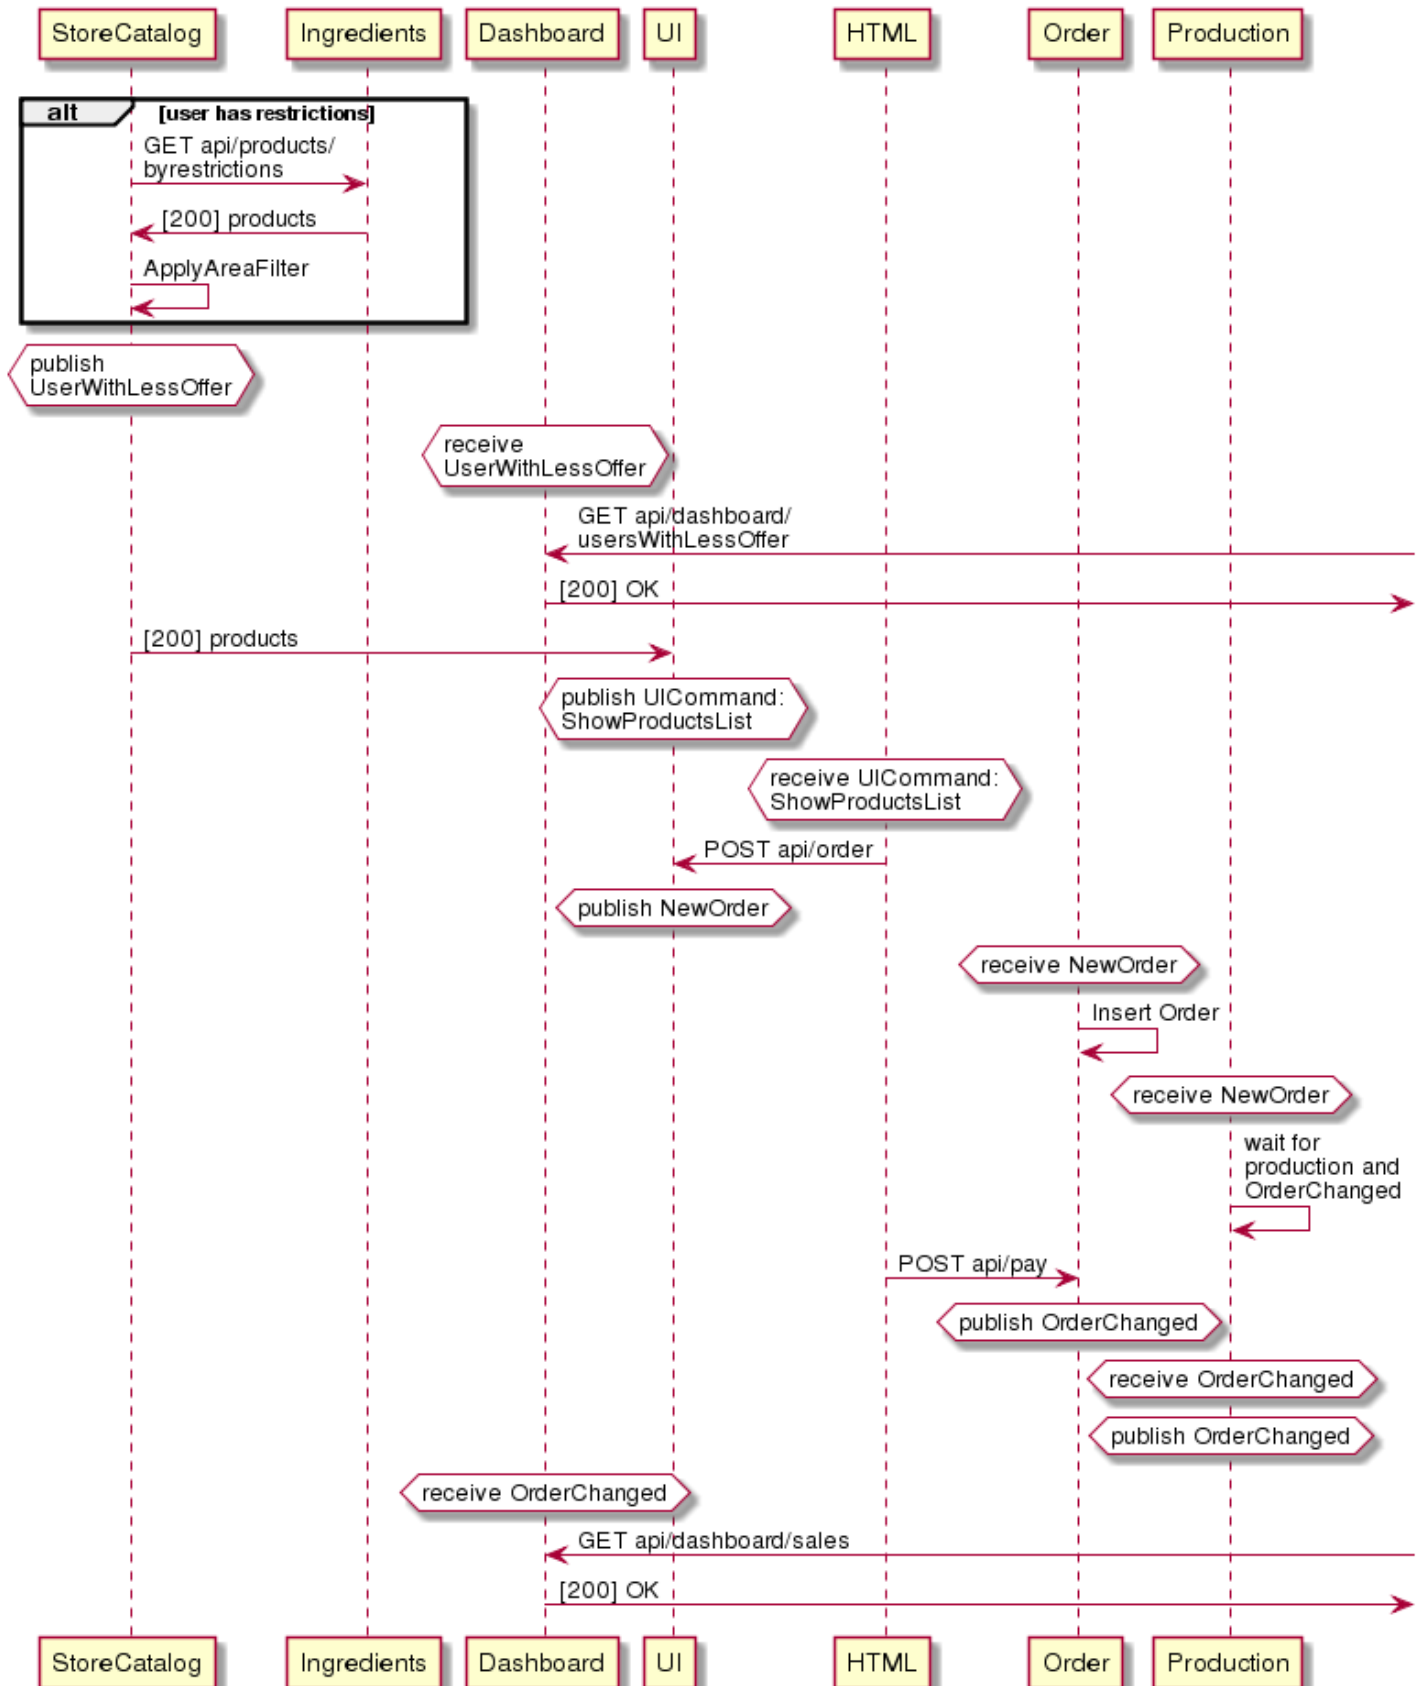 StoreCatalog
Ingredients
Dashboard
UI
HTML
Order
Production
alt
[user has restrictions]
GET api/products/
byrestrictions
[200] products
ApplyAreaFilter
publish
UserWithLessOffer
receive
UserWithLessOffer
GET api/dashboard/
usersWithLessOffer
[200] OK
[200] products
publish UICommand:
ShowProductsList
receive UICommand:
ShowProductsList
POST api/order
publish NewOrder
receive NewOrder
Insert Order
receive NewOrder
wait for
production and
OrderChanged
POST api/pay
publish OrderChanged
receive OrderChanged
publish OrderChanged
receive OrderChanged
GET api/dashboard/sales
[200] OK
StoreCatalog
Ingredients
Dashboard
UI
HTML
Order
Production